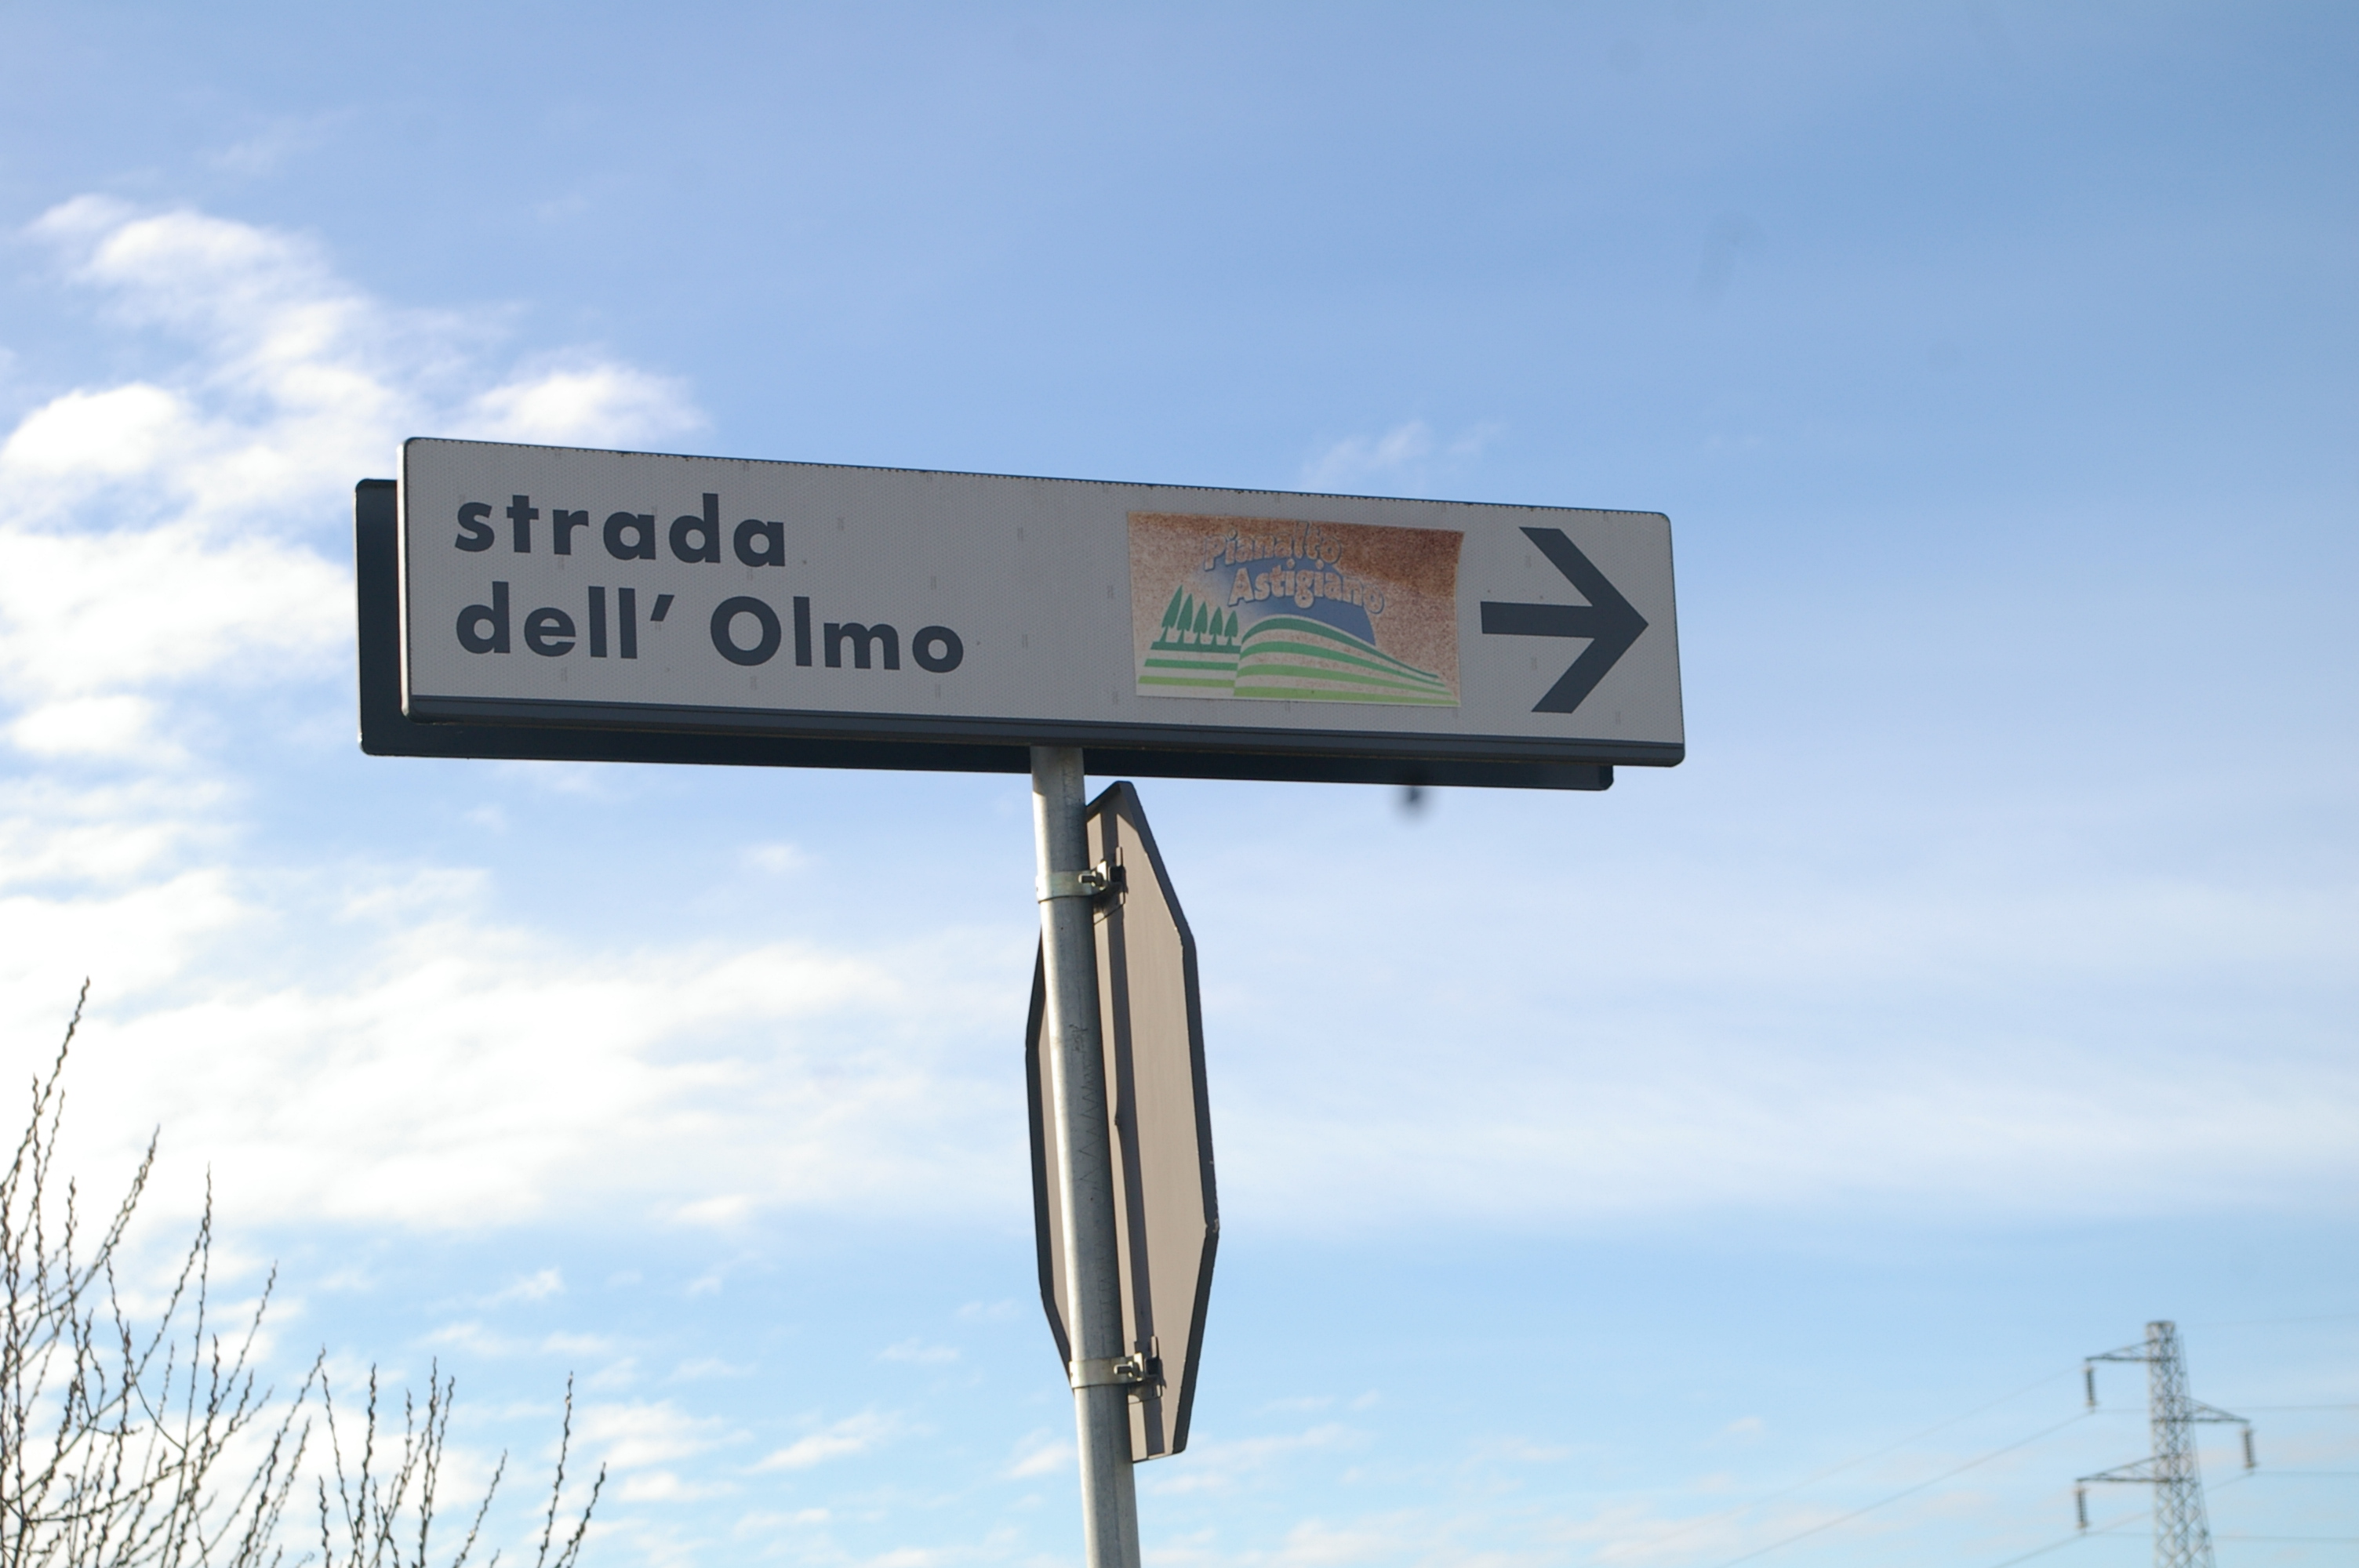 strada
dell' Olmo
Pianalto
Astigiano